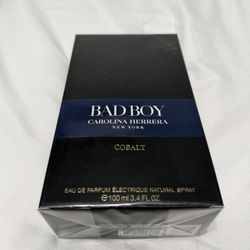 BAD BOY
CAROLINA HERRERA
NEW YORK
COBALT
EAU DE PARFUM ÉLECTRIQUE NATURAL SPRAY
℮100 ml 3.4 FL OZ